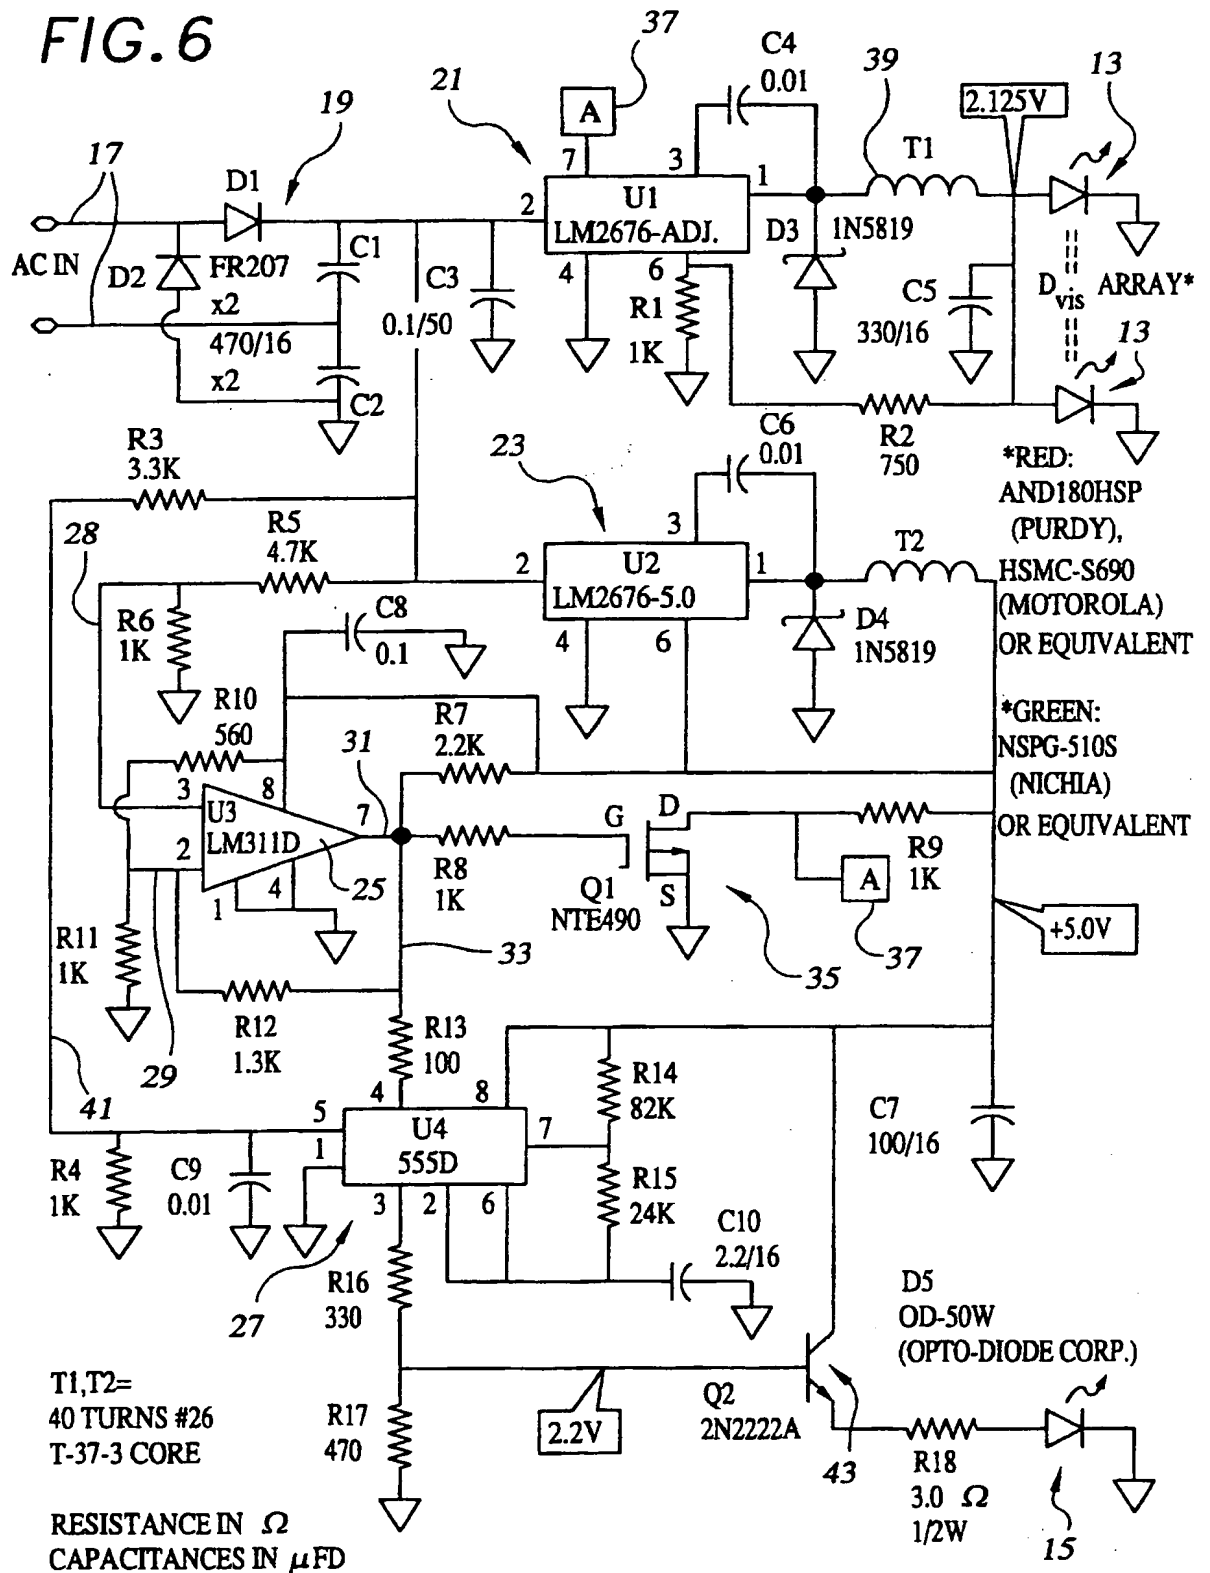 FIG.6
37
C4
0.01
39
21
A
2.125V
13
19
17
7
3
T1
D1
2
U1
1
LM2676-ADJ.
D3
1N5819
AC IN
D2
FR207
C1
C3
4
6
x2
0.1/50
R1
C5
D vis
ARRAY*
470/16
1K
330/16
13
x2
C2
R3
3.3K
C6
0.01
R2
750
23
*RED:
AND180HSP
(PURDY),
HSMC-S690
(MOTOROLA)
OR EQUIVALENT
28
R5
4.7K
3
T2
2
U2
1
LM2676-5.0
C8
0.1
R6
1K
4
6
D4
1N5819
R10
560
R7
2.2K
*GREEN:
NSPG-510S
(NICHIA)
OR EQUIVALENT
31
3
8
U3
7
G
D
LM311D
2
25
R8
1K
R9
1K
4
1
Q1
NTE490
S
A
+5.0V
R11
1K
33
35
37
R12
1.3K
R13
100
29
R14
82K
41
4
8
C7
100/16
5
U4
7
1
555D
R4
1K
C9
0.01
R15
24K
3
2
6
C10
2.2/16
R16
330
27
D5
OD-50W
(OPTO-DIODE CORP.)
T1,T2=
40 TURNS #26
T-37-3 CORE
R17
470
2.2V
Q2
2N2222A
43
R18
3.0 Ω
1/2W
15
RESISTANCE IN Ω
CAPACITANCES IN µFD